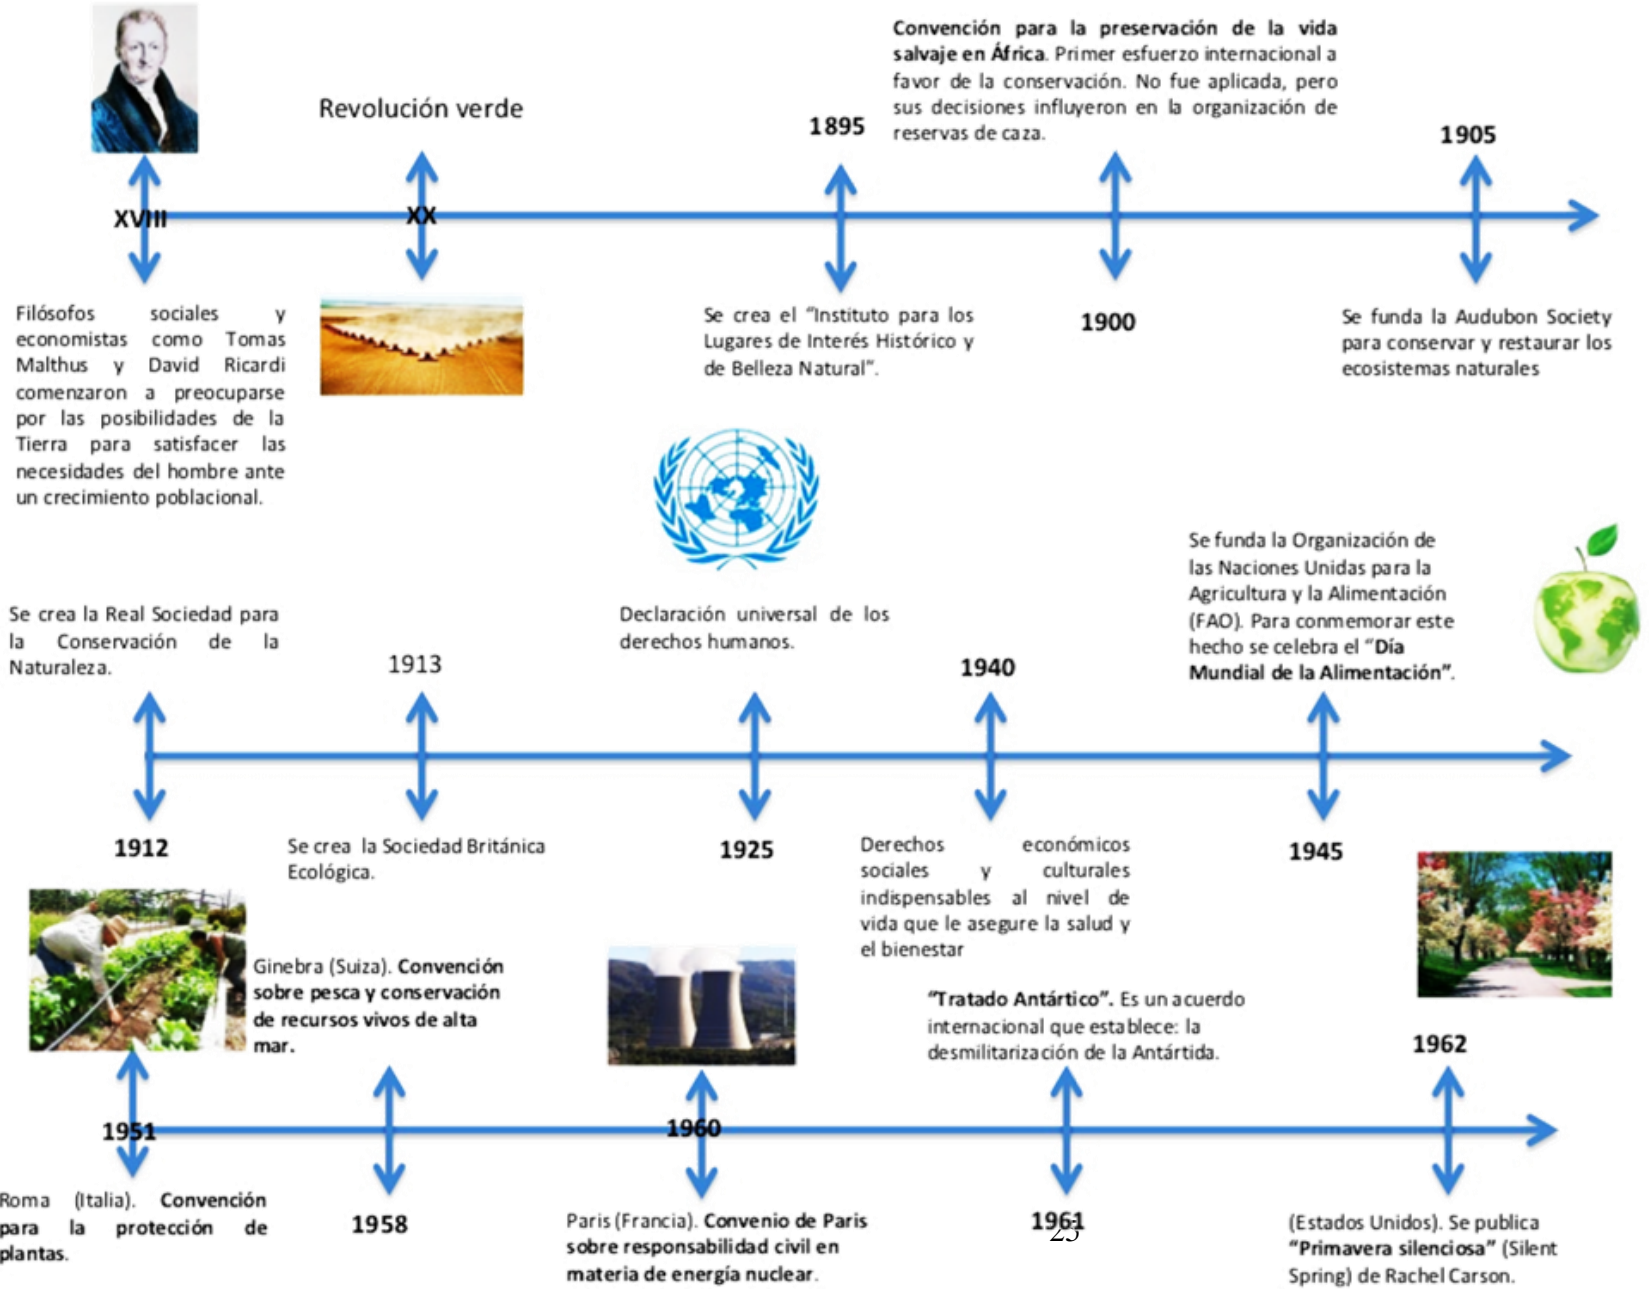 Convención para la preservación de la vida
salvaje en África. Primer esfuerzo internacional a
favor de la conservación. No fue aplicada, pero
sus decisiones influyeron en la organización de
reservas de caza.
Revolución verde
1895
1905
XVIII
XX
Filósofos sociales y
economistas como Tomas
Malthus y David Ricardi
comenzaron a preocuparse
por las posibilidades de la
Tierra para satisfacer las
necesidades del hombre ante
un crecimiento poblacional.
Se crea el “Instituto para los
Lugares de Interés Histórico y
de Belleza Natural”.
1900
Se funda la Audubon Society
para conservar y restaurar los
ecosistemas naturales
Se crea la Real Sociedad para
la Conservación de la
Naturaleza.
1913
Declaración universal de los
derechos humanos.
1940
Se funda la Organización de
las Naciones Unidas para la
Agricultura y la Alimentación
(FAO). Para conmemorar este
hecho se celebra el “Día
Mundial de la Alimentación”.
1912
Se crea la Sociedad Británica
Ecológica.
1925
Derechos económicos
sociales y culturales
indispensables al nivel de
vida que le asegure la salud y
el bienestar
1945
Ginebra (Suiza). Convención
sobre pesca y conservación
de recursos vivos de alta
mar.
“Tratado Antártico”. Es un acuerdo
internacional que establece: la
desmilitarización de la Antártida.
1962
1951
1960
Roma (Italia). Convención
para la protección de
plantas.
1958
Paris (Francia). Convenio de Paris
sobre responsabilidad civil en
materia de energía nuclear.
1961
25
(Estados Unidos). Se publica
“Primavera silenciosa” (Silent
Spring) de Rachel Carson.